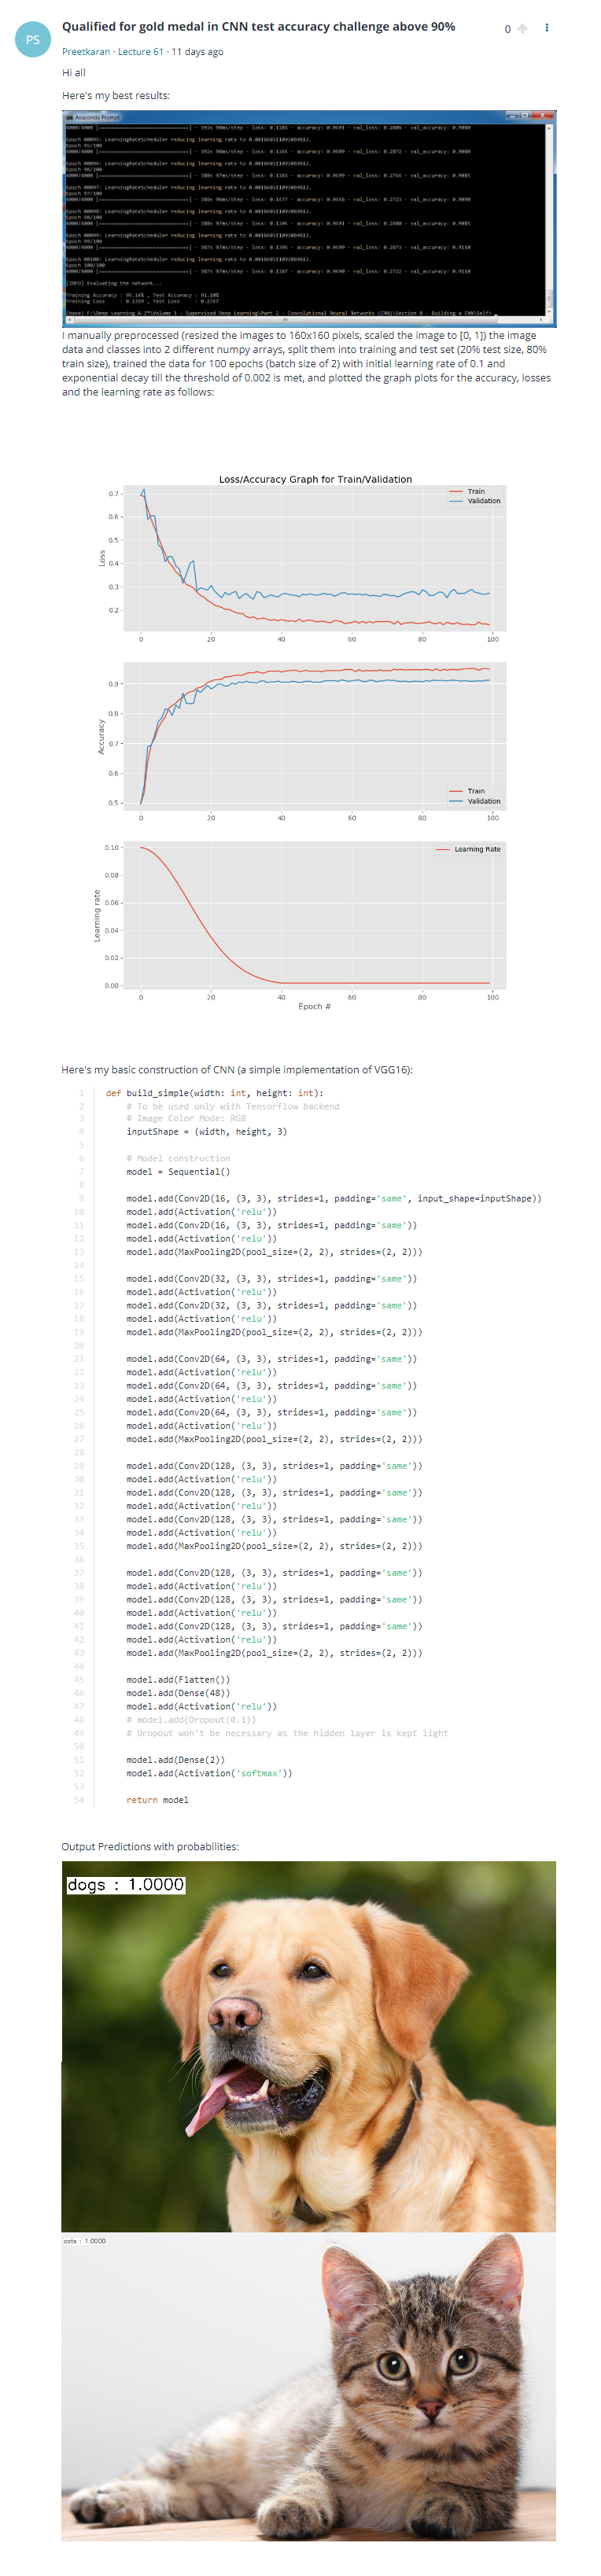 Qualified for gold medal in CNN test accuracy challenge above 90%
0
PS
Preetkaran · Lecture 61 · 11 days ago
Hi all
Here's my best results:
Anaconda Prompt
[INFO] Evaluating the network...
Training Accuracy : 95.14% , Test Accuracy : 91.10%
I manually preprocessed (resized the images to 160x160 pixels, scaled the image to [0, 1]) the image
data and classes into 2 different numpy arrays, split them into training and test set (20% test size, 80%
train size), trained the data for 100 epochs (batch size of 2) with initial learning rate of 0.1 and
exponential decay till the threshold of 0.002 is met, and plotted the graph plots for the accuracy, losses
and the learning rate as follows:
Loss/Accuracy Graph for Train/Validation
Train
Validation
Loss
0.7
0.6
0.5
0.4
0.3
0.2
0 20 40 60 80 100
Accuracy
0.9
0.8
0.7
0.6
0.5
Train
Validation
0 20 40 60 80 100
Learning rate
0.10
0.08
0.06
0.04
0.02
0.00
Learning Rate
0 20 40 60 80 100
Epoch #
Here's my basic construction of CNN (a simple implementation of VGG16):
1 def build_simple(width: int, height: int):
2 # To be used only with Tensorflow backend
3 # Image Color Mode: RGB
4 inputShape = (width, height, 3)
5
6 # Model construction
7 model = Sequential()
8
9 model.add(Conv2D(16, (3, 3), strides=1, padding='same', input_shape=inputShape))
10 model.add(Activation('relu'))
11 model.add(Conv2D(16, (3, 3), strides=1, padding='same'))
12 model.add(Activation('relu'))
13 model.add(MaxPooling2D(pool_size=(2, 2), strides=(2, 2)))
14
15 model.add(Conv2D(32, (3, 3), strides=1, padding='same'))
16 model.add(Activation('relu'))
17 model.add(Conv2D(32, (3, 3), strides=1, padding='same'))
18 model.add(Activation('relu'))
19 model.add(MaxPooling2D(pool_size=(2, 2), strides=(2, 2)))
20
21 model.add(Conv2D(64, (3, 3), strides=1, padding='same'))
22 model.add(Activation('relu'))
23 model.add(Conv2D(64, (3, 3), strides=1, padding='same'))
24 model.add(Activation('relu'))
25 model.add(Conv2D(64, (3, 3), strides=1, padding='same'))
26 model.add(Activation('relu'))
27 model.add(MaxPooling2D(pool_size=(2, 2), strides=(2, 2)))
28
29 model.add(Conv2D(128, (3, 3), strides=1, padding='same'))
30 model.add(Activation('relu'))
31 model.add(Conv2D(128, (3, 3), strides=1, padding='same'))
32 model.add(Activation('relu'))
33 model.add(Conv2D(128, (3, 3), strides=1, padding='same'))
34 model.add(Activation('relu'))
35 model.add(MaxPooling2D(pool_size=(2, 2), strides=(2, 2)))
36
37 model.add(Conv2D(128, (3, 3), strides=1, padding='same'))
38 model.add(Activation('relu'))
39 model.add(Conv2D(128, (3, 3), strides=1, padding='same'))
40 model.add(Activation('relu'))
41 model.add(Conv2D(128, (3, 3), strides=1, padding='same'))
42 model.add(Activation('relu'))
43 model.add(MaxPooling2D(pool_size=(2, 2), strides=(2, 2)))
44
45 model.add(Flatten())
46 model.add(Dense(48))
47 model.add(Activation('relu'))
48 # model.add(Dropout(0.1))
49 # Dropout won't be necessary as the hidden layer is kept light
50
51 model.add(Dense(2))
52 model.add(Activation('softmax'))
53
54 return model
Output Predictions with probabilities:
dogs : 1.0000
cats : 1.0000